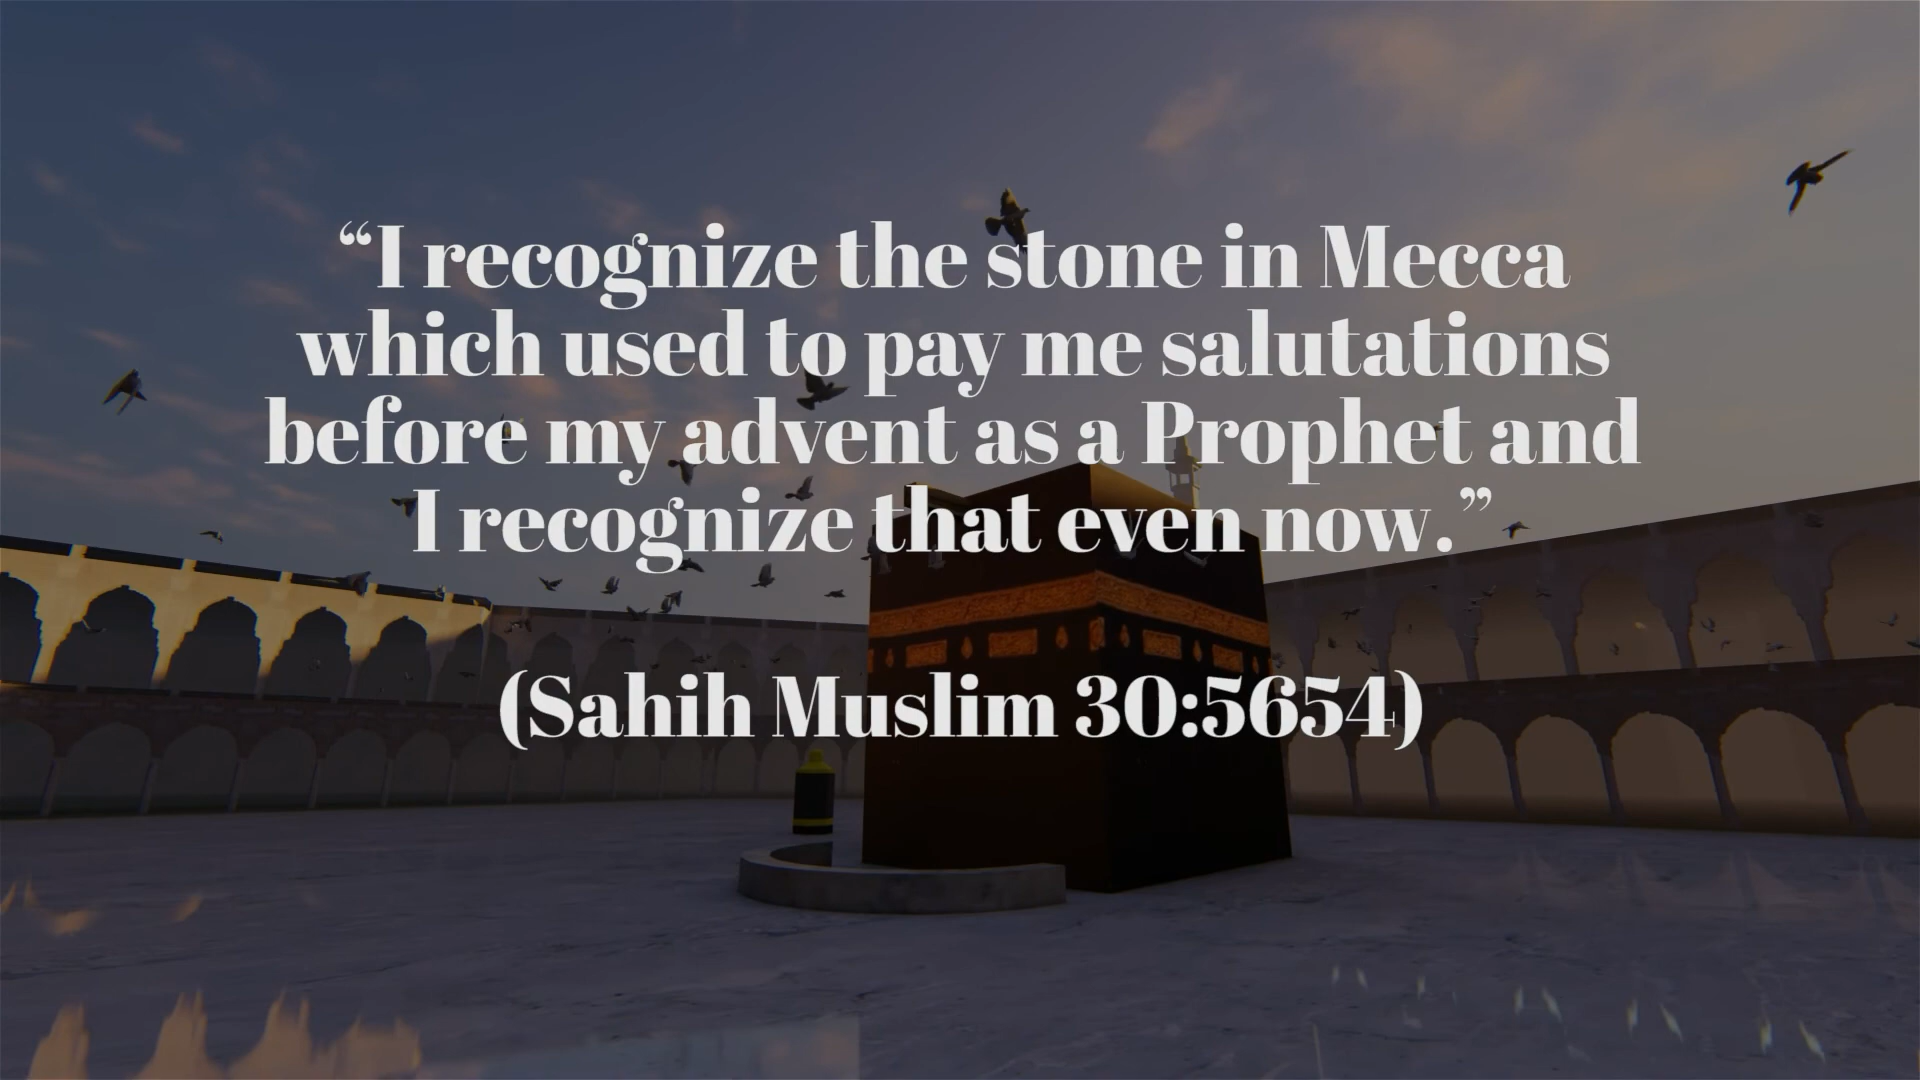 “I recognize the stone in Mecca
which used to pay me salutations
before my advent as a Prophet and
I recognize that even now.”
(Sahih Muslim 30:5654)